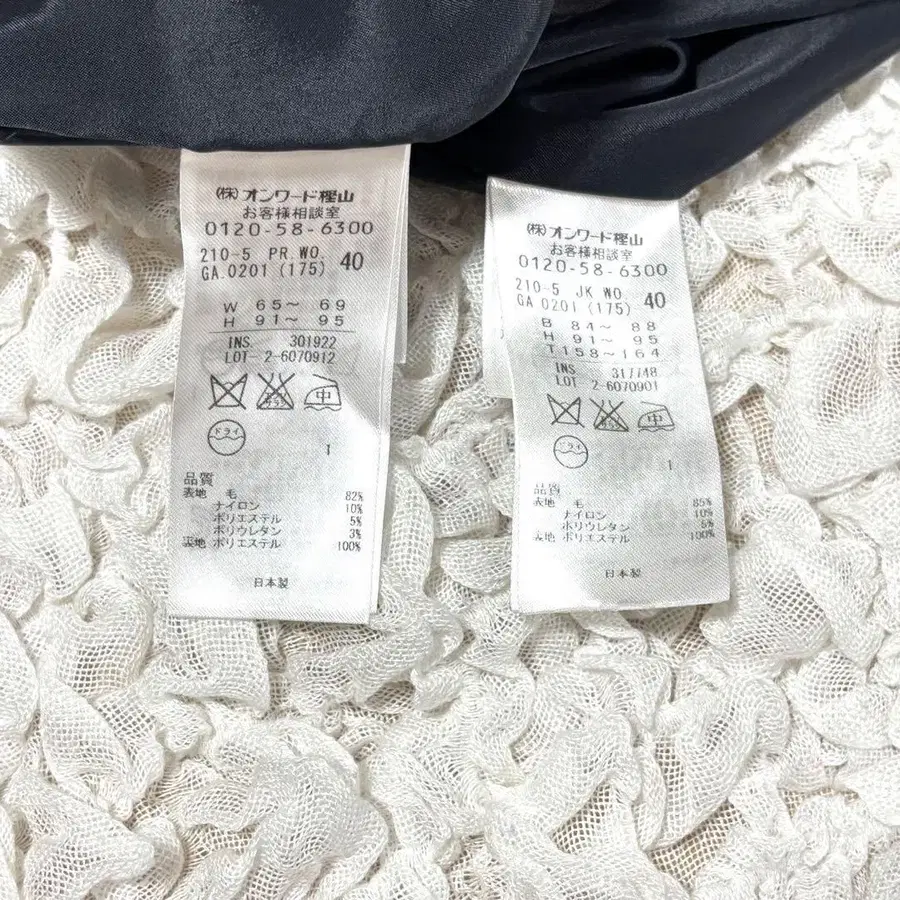 (株)オンワード樫山
お客様相談室
0120-58-6300
210-5 PR.WO. 40
GA.0201 (175)
W 65～ 69
H 91～ 95
INS. 301922
LOT- 2-6070912
中
ドライ
1
品質
表地 毛 82%
ナイロン 10%
ポリエステル 5%
ポリウレタン 3%
裏地 ポリエステル 100%
日本製
(株)オンワード樫山
お客様相談室
0120-58-6300
210-5 JK WO. 40
GA 0201 (175)
B 84～ 88
H 91～ 95
T 158～164
INS 317748
LOT 2-6070901
中
ドライ
1
品質
表地 毛 85%
ナイロン 10%
ポリウレタン 5%
裏地 ポリエステル 100%
日本製